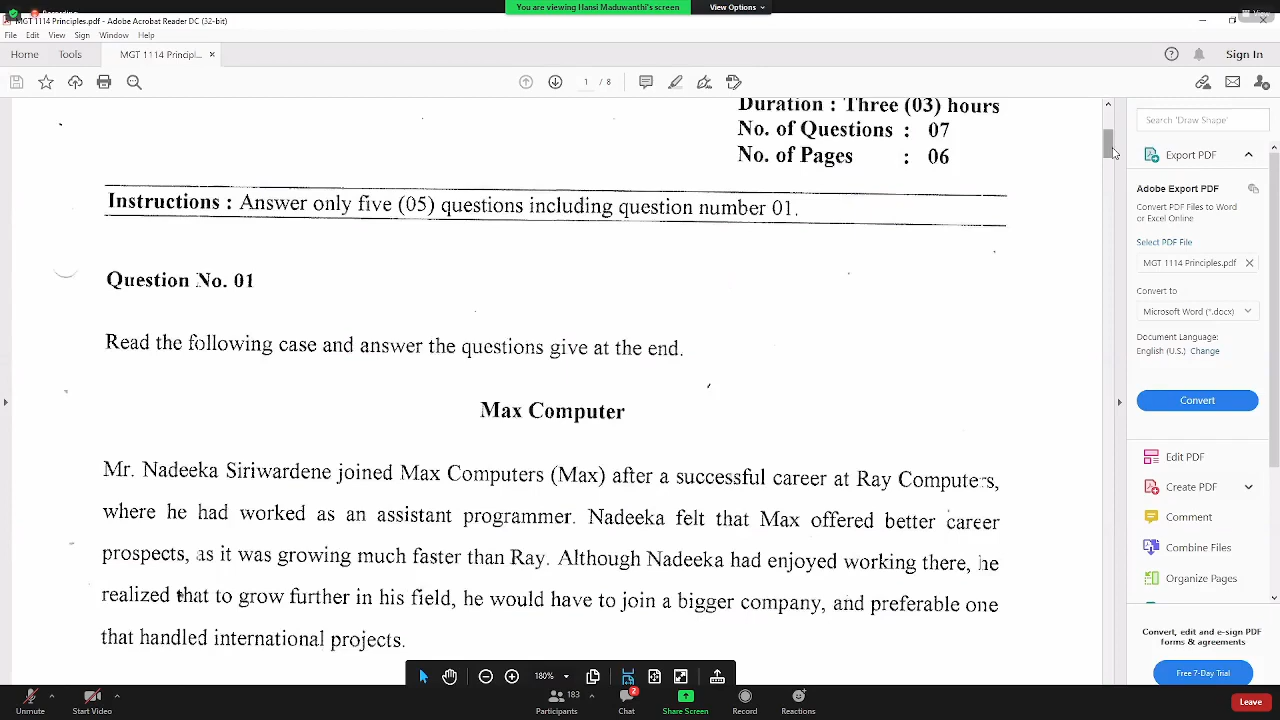 You are viewing Hansi Maduwanthi's screen
View Options
View
MGT 1114 Principles.pdf - Adobe Acrobat Reader DC (32-bit)
File Edit View Sign Window Help
Home Tools MGT 1114 Principl... ×
Sign In
1 / 8
Duration : Three (03) hours
No. of Questions : 07
No. of Pages : 06
Instructions : Answer only five (05) questions including question number 01.
Question No. 01
Read the following case and answer the questions give at the end.
Max Computer
Mr. Nadeeka Siriwardene joined Max Computers (Max) after a successful career at Ray Computers,
where he had worked as an assistant programmer. Nadeeka felt that Max offered better career
prospects, as it was growing much faster than Ray. Although Nadeeka had enjoyed working there, he
realized that to grow further in his field, he would have to join a bigger company, and preferable one
that handled international projects.
Search 'Draw Shape'
Export PDF
Adobe Export PDF
Convert PDF Files to Word
or Excel Online
Select PDF File
MGT 1114 Principles.pdf
Convert to
Microsoft Word (*.docx)
Document Language:
English (U.S.) Change
Convert
Edit PDF
Create PDF
Comment
Combine Files
Organize Pages
Convert, edit and e-sign PDF
forms & agreements
Free 7-Day Trial
180%
Unmute
Start Video
183
Participants
2
Chat
Share Screen
Record
Reactions
Leave